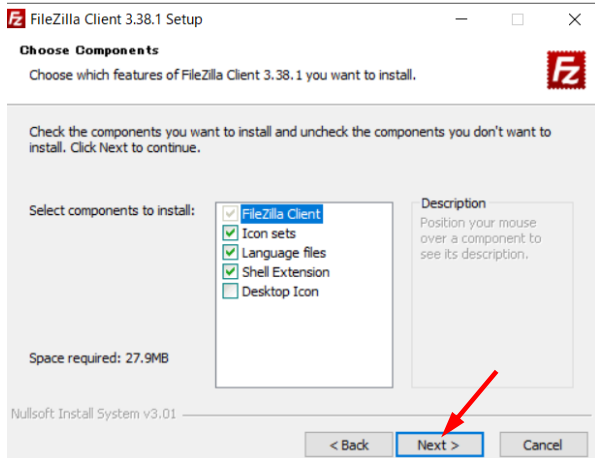 FileZilla Client 3.38.1 Setup
Choose Components
Choose which features of FileZilla Client 3.38.1 you want to install.
Fz
Check the components you want to install and uncheck the components you don't want to
install. Click Next to continue.
Select components to install:
FileZilla Client
Icon sets
Language files
Shell Extension
Desktop Icon
Description
Position your mouse
over a component to
see its description.
Space required: 27.9MB
Nullsoft Install System v3.01
< Back
Next >
Cancel